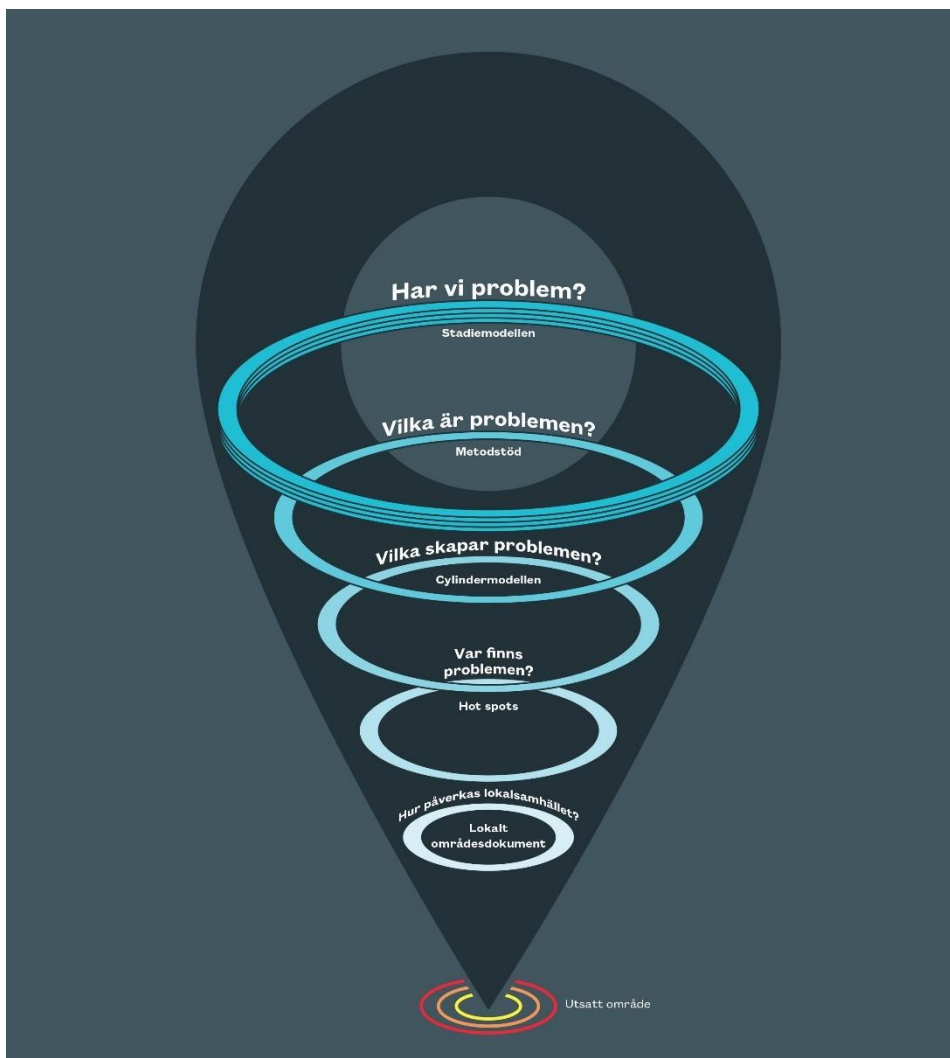 Har vi problem?
Stadiemodellen
Vilka är problemen?
Metodstöd
Vilka skapar problemen?
Cylindermodellen
Var finns
problemen?
Hot spots
Hur påverkas lokalsamhället?
Lokalt
områdesdokument
Utsatt område